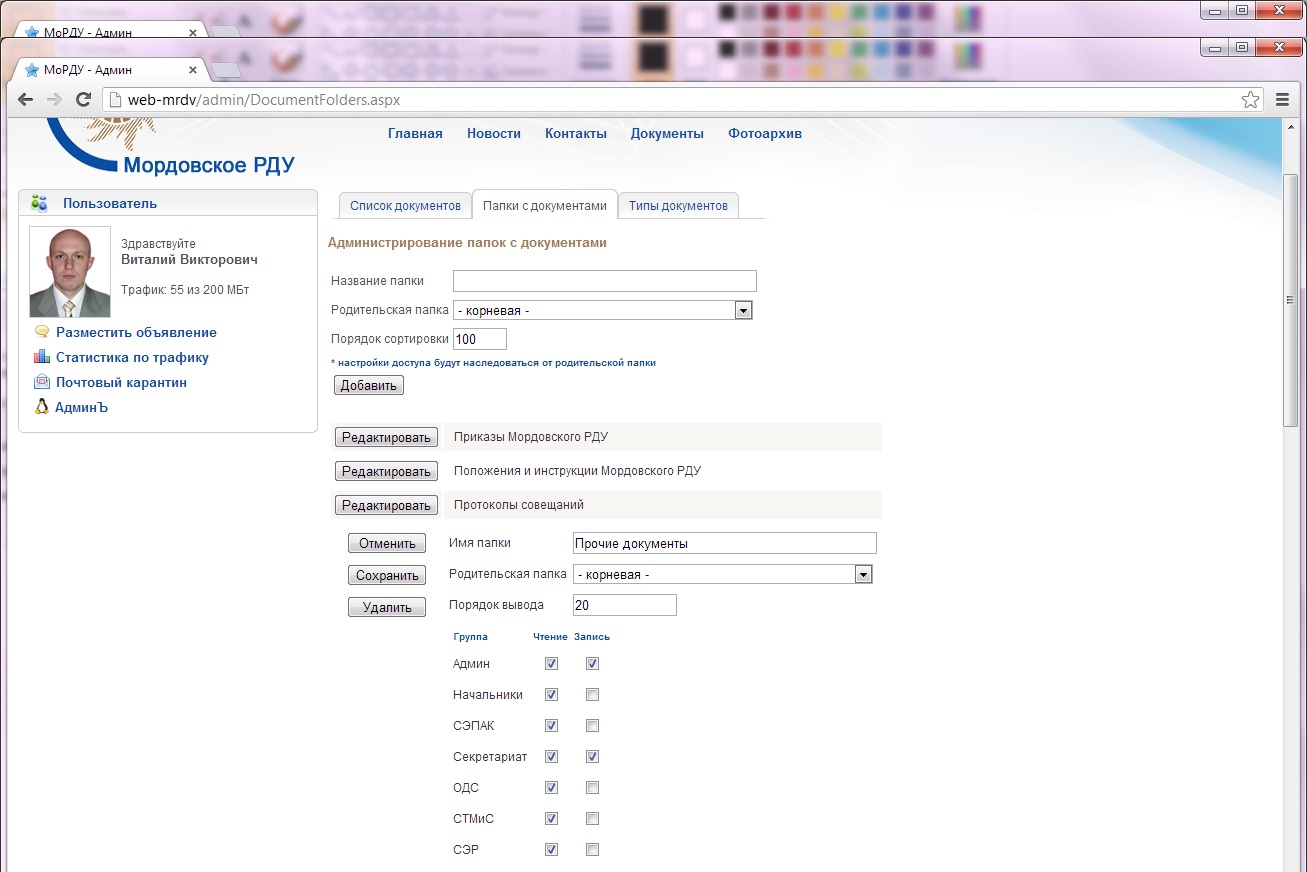 МоРДУ - Админ
МоРДУ - Админ
web-mrdv/admin/DocumentFolders.aspx
Главная Новости Контакты Документы Фотоархив
Мордовское РДУ
Пользователь
Здравствуйте
Виталий Викторович
Трафик: 55 из 200 МБт
Разместить объявление
Статистика по трафику
Почтовый карантин
АдминЪ
Список документов Папки с документами Типы документов
Администрирование папок с документами
Название папки
Родительская папка - корневая -
Порядок сортировки 100
* настройки доступа будут наследоваться от родительской папки
Добавить
Редактировать Приказы Мордовского РДУ
Редактировать Положения и инструкции Мордовского РДУ
Редактировать Протоколы совещаний
Отменить Имя папки Прочие документы
Сохранить Родительская папка - корневая -
Удалить Порядок вывода 20
Группа Чтение Запись
Админ
Начальники
СЭПАК
Секретариат
ОДС
СТМиС
СЭР